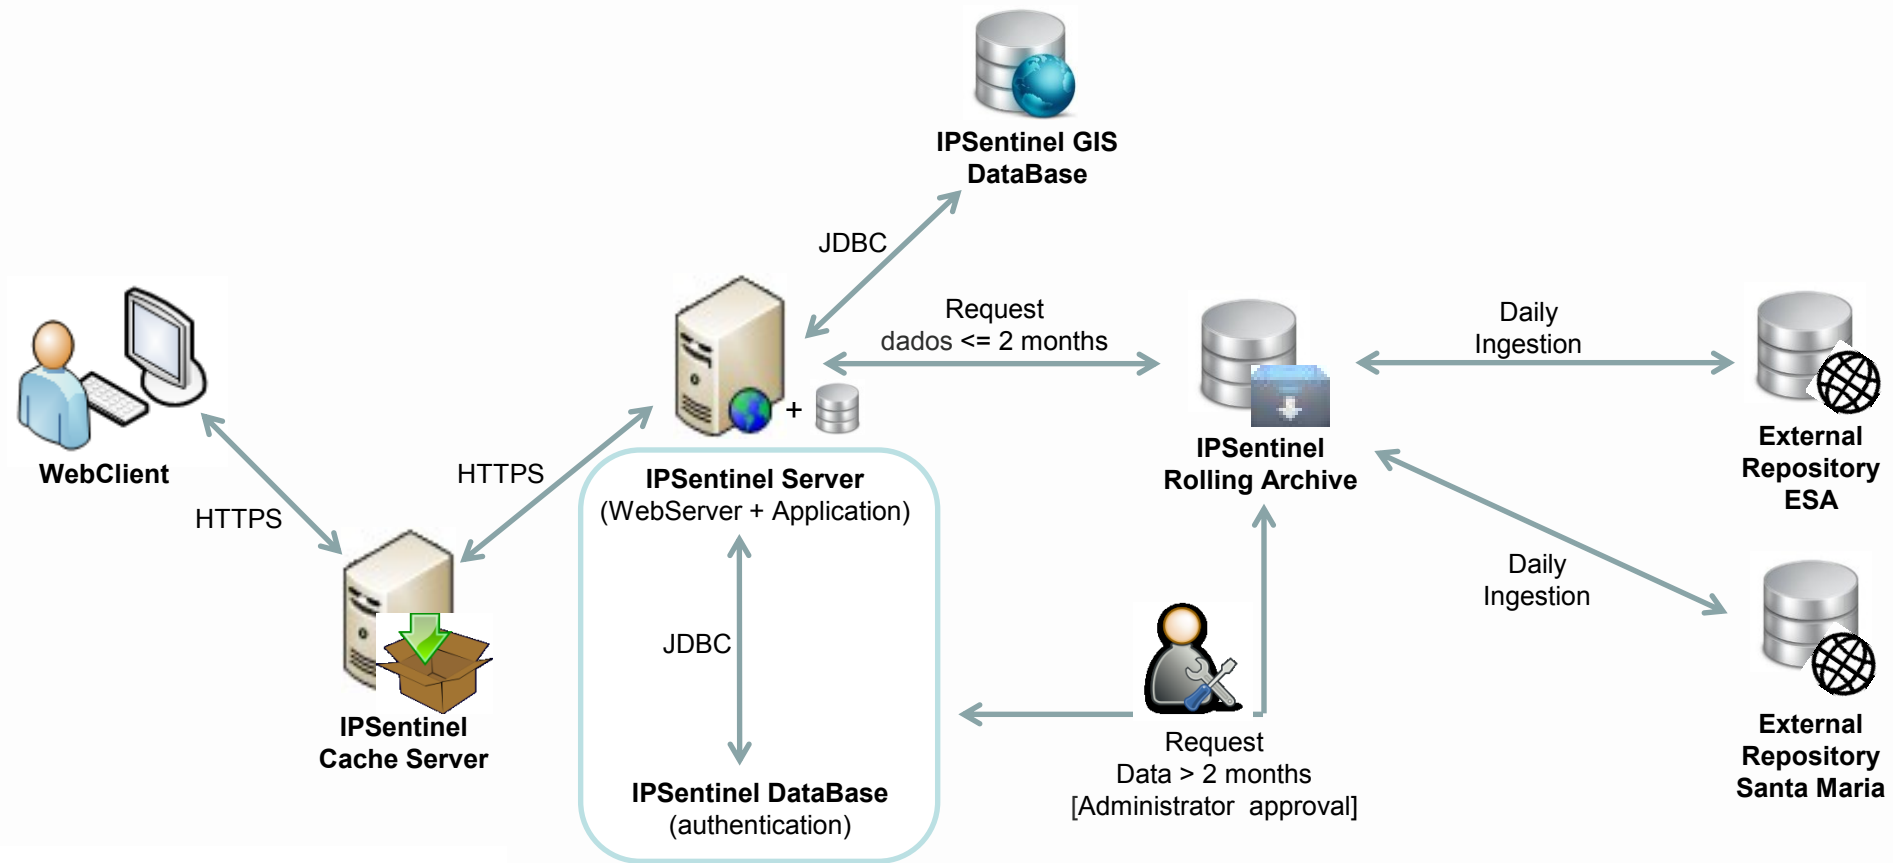 IPSentinel GIS
DataBase
JDBC
Request
dados <= 2 months
Daily
Ingestion
WebClient
HTTPS
HTTPS
+
IPSentinel Server
(WebServer + Application)
IPSentinel
Rolling Archive
External
Repository
ESA
JDBC
Daily
Ingestion
IPSentinel
Cache Server
IPSentinel DataBase
(authentication)
Request
Data > 2 months
[Administrator  approval]
External
Repository
Santa Maria